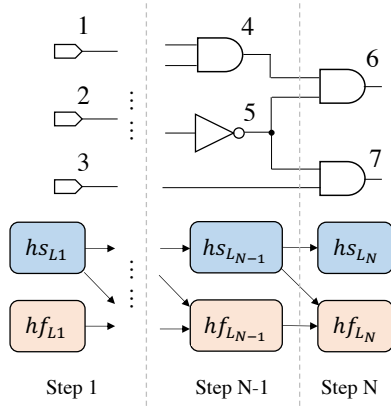 1
4
6
2
5
3
7
hs_{L1}
hs_{L_{N-1}}
hs_{L_N}
hf_{L1}
hf_{L_{N-1}}
hf_{L_N}
Step 1
Step N-1
Step N